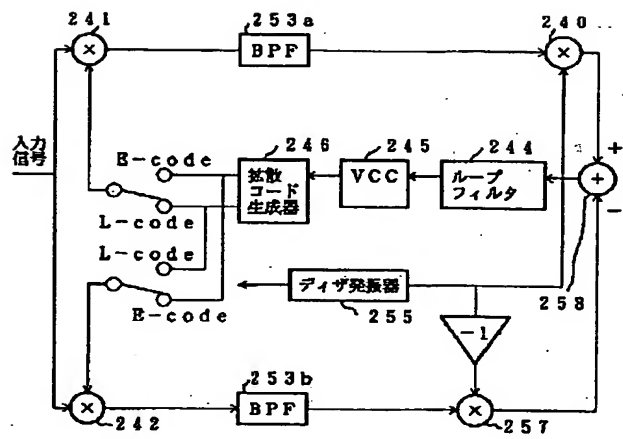 241
253a
240
×
BPF
×
入力
信号
E-code
246
245
244
+
拡散
コード
生成器
VCC
ループ
フィルタ
+
L-code
−
L-code
ディザ発振器
258
E-code
255
−1
253b
×
BPF
×
242
257